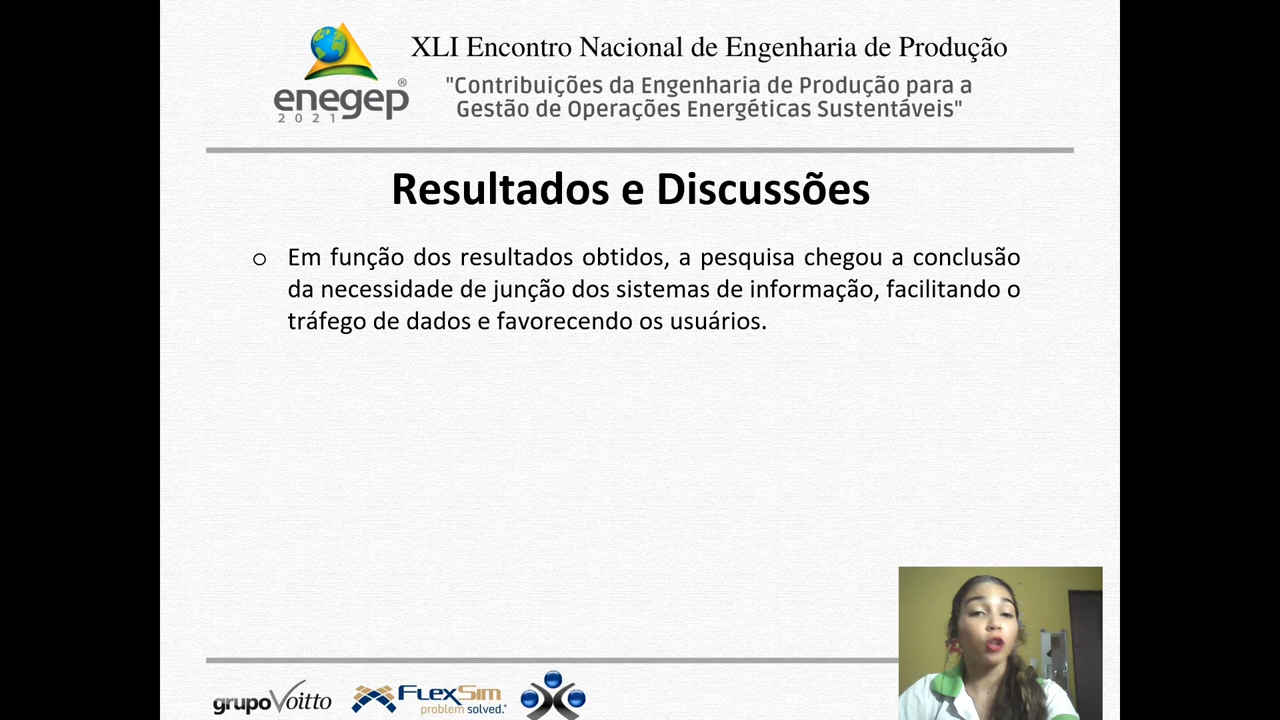 XLI Encontro Nacional de Engenharia de Produção
"Contribuições da Engenharia de Produção para a
Gestão de Operações Energéticas Sustentáveis"
enegep®
2021
Resultados e Discussões
o Em função dos resultados obtidos, a pesquisa chegou a conclusão
da necessidade de junção dos sistemas de informação, facilitando o
tráfego de dados e favorecendo os usuários.
grupoVoitto
FlexSim
problem solved.®